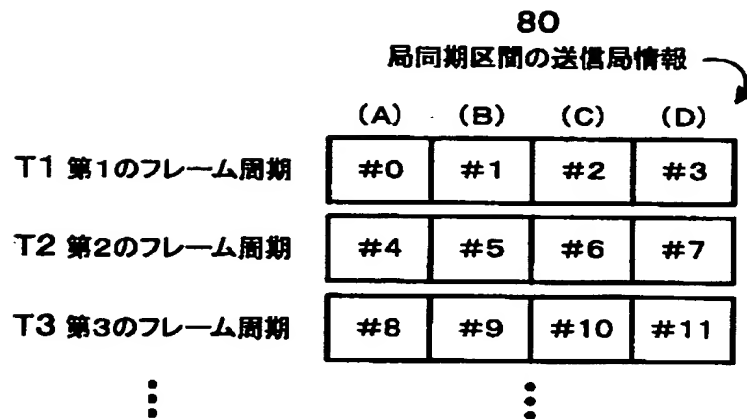 80
局同期区間の送信局情報
(A) (B) (C) (D)
T1 第1のフレーム周期 #0 #1 #2 #3
T2 第2のフレーム周期 #4 #5 #6 #7
T3 第3のフレーム周期 #8 #9 #10 #11